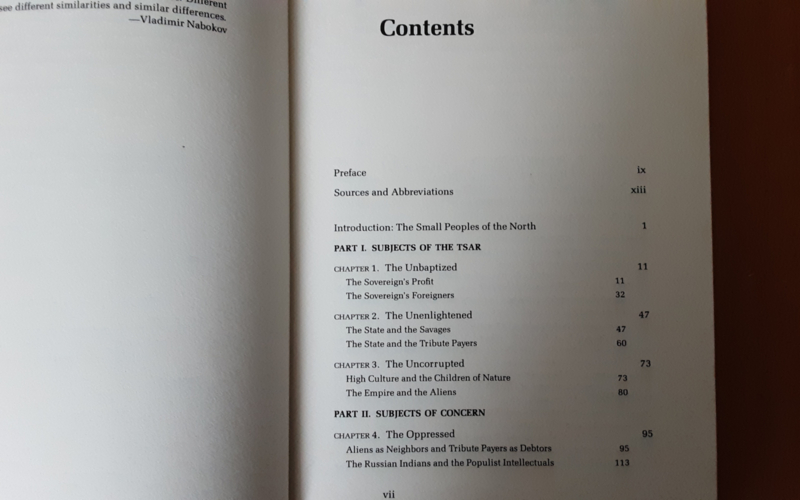 Different
see different similarities and similar differences.
—Vladimir Nabokov
Contents
Preface ix
Sources and Abbreviations xiii
Introduction: The Small Peoples of the North 1
PART I. SUBJECTS OF THE TSAR
CHAPTER 1. The Unbaptized 11
The Sovereign's Profit 11
The Sovereign's Foreigners 32
CHAPTER 2. The Unenlightened 47
The State and the Savages 47
The State and the Tribute Payers 60
CHAPTER 3. The Uncorrupted 73
High Culture and the Children of Nature 73
The Empire and the Aliens 80
PART II. SUBJECTS OF CONCERN
CHAPTER 4. The Oppressed 95
Aliens as Neighbors and Tribute Payers as Debtors 95
The Russian Indians and the Populist Intellectuals 113
vii